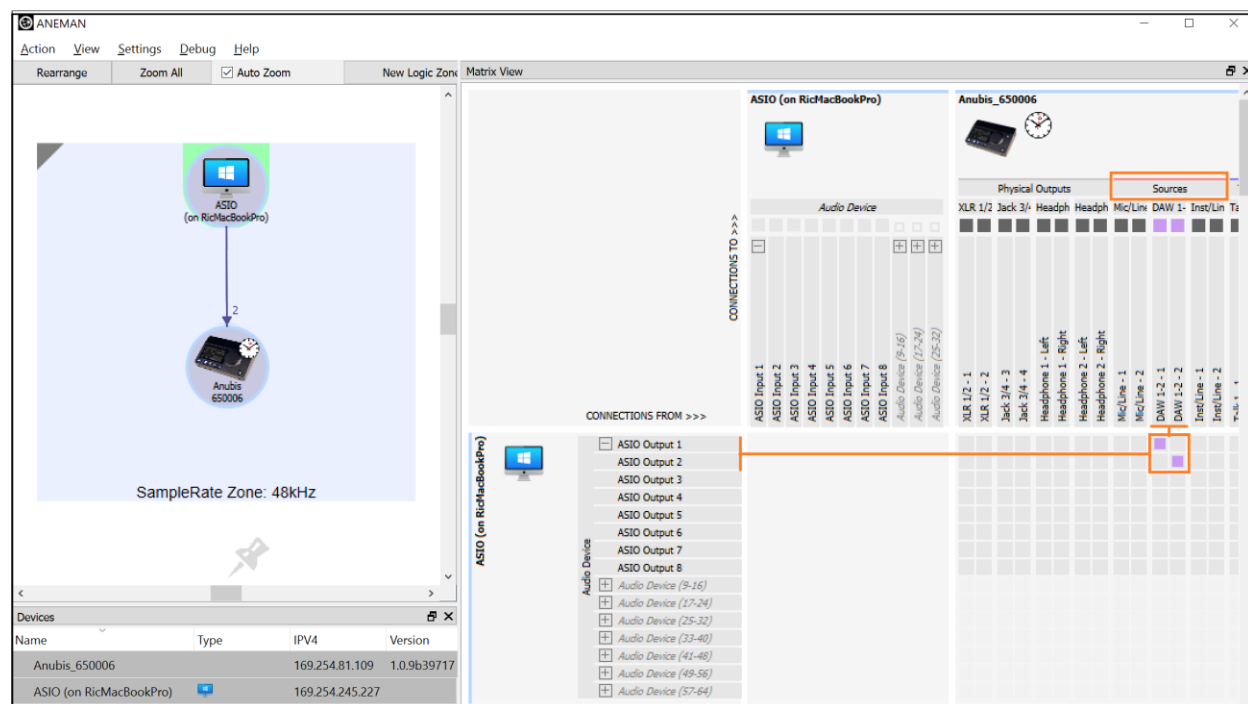 ANEMAN
Action View Settings Debug Help
Rearrange Zoom All Auto Zoom New Logic Zone
ASIO
(on RicMacBookPro)
2
Anubis
650006
SampleRate Zone: 48kHz
Devices
Name Type IPV4 Version
Anubis_650006 169.254.81.109 1.0.9b39717
ASIO (on RicMacBookPro) 169.254.245.227
Matrix View
ASIO (on RicMacBookPro) Anubis_650006
Physical Outputs Sources
Audio Device XLR 1/2 Jack 3/4 Headph Headph Mic/Line DAW 1- Inst/Lin Ta
CONNECTIONS TO >>>
ASIO Input 1
ASIO Input 2
ASIO Input 3
ASIO Input 4
ASIO Input 5
ASIO Input 6
ASIO Input 7
ASIO Input 8
Audio Device (9-16)
Audio Device (17-24)
Audio Device (25-32)
XLR 1/2 - 1
XLR 1/2 - 2
Jack 3/4 - 3
Jack 3/4 - 4
Headphone 1 - Left
Headphone 1 - Right
Headphone 2 - Left
Headphone 2 - Right
Mic/Line - 1
Mic/Line - 2
DAW 1-2 - 1
DAW 1-2 - 2
Inst/Line - 1
Inst/Line - 2
CONNECTIONS FROM >>>
ASIO (on RicMacBookPro)
Audio Device
ASIO Output 1
ASIO Output 2
ASIO Output 3
ASIO Output 4
ASIO Output 5
ASIO Output 6
ASIO Output 7
ASIO Output 8
Audio Device (9-16)
Audio Device (17-24)
Audio Device (25-32)
Audio Device (33-40)
Audio Device (41-48)
Audio Device (49-56)
Audio Device (57-64)